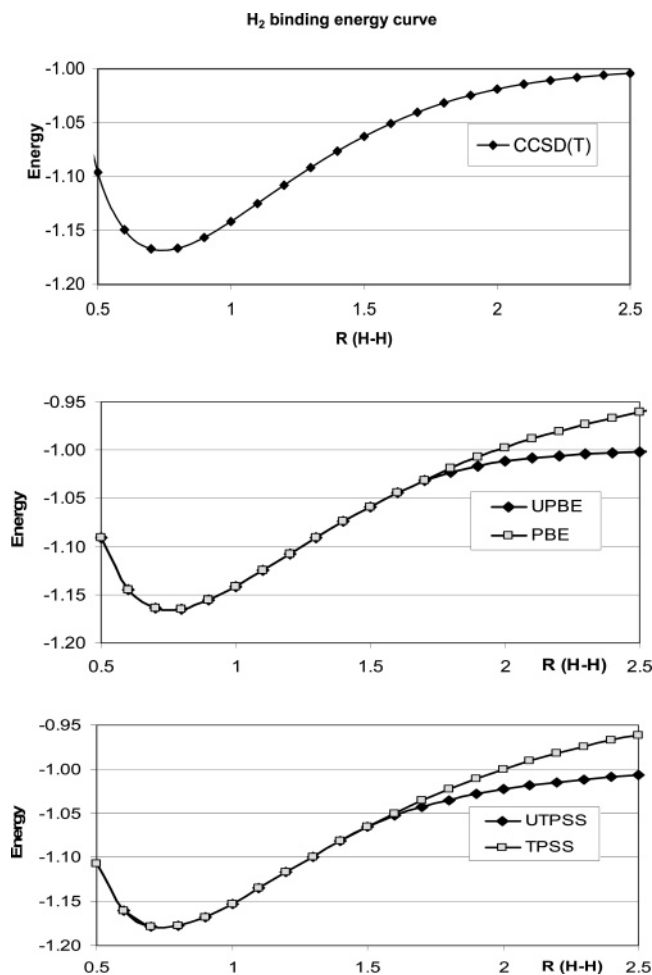 H₂ binding energy curve
-1.00
-1.05
-1.10
-1.15
-1.20
Energy
CCSD(T)
0.5 1 1.5 2 2.5
R (H-H)
-0.95
-1.00
-1.05
-1.10
-1.15
-1.20
Energy
UPBE
PBE
0.5 1 1.5 2 R (H-H) 2.5
-0.95
-1.00
-1.05
-1.10
-1.15
-1.20
Energy
UTPSS
TPSS
0.5 1 1.5 2 R (H-H) 2.5